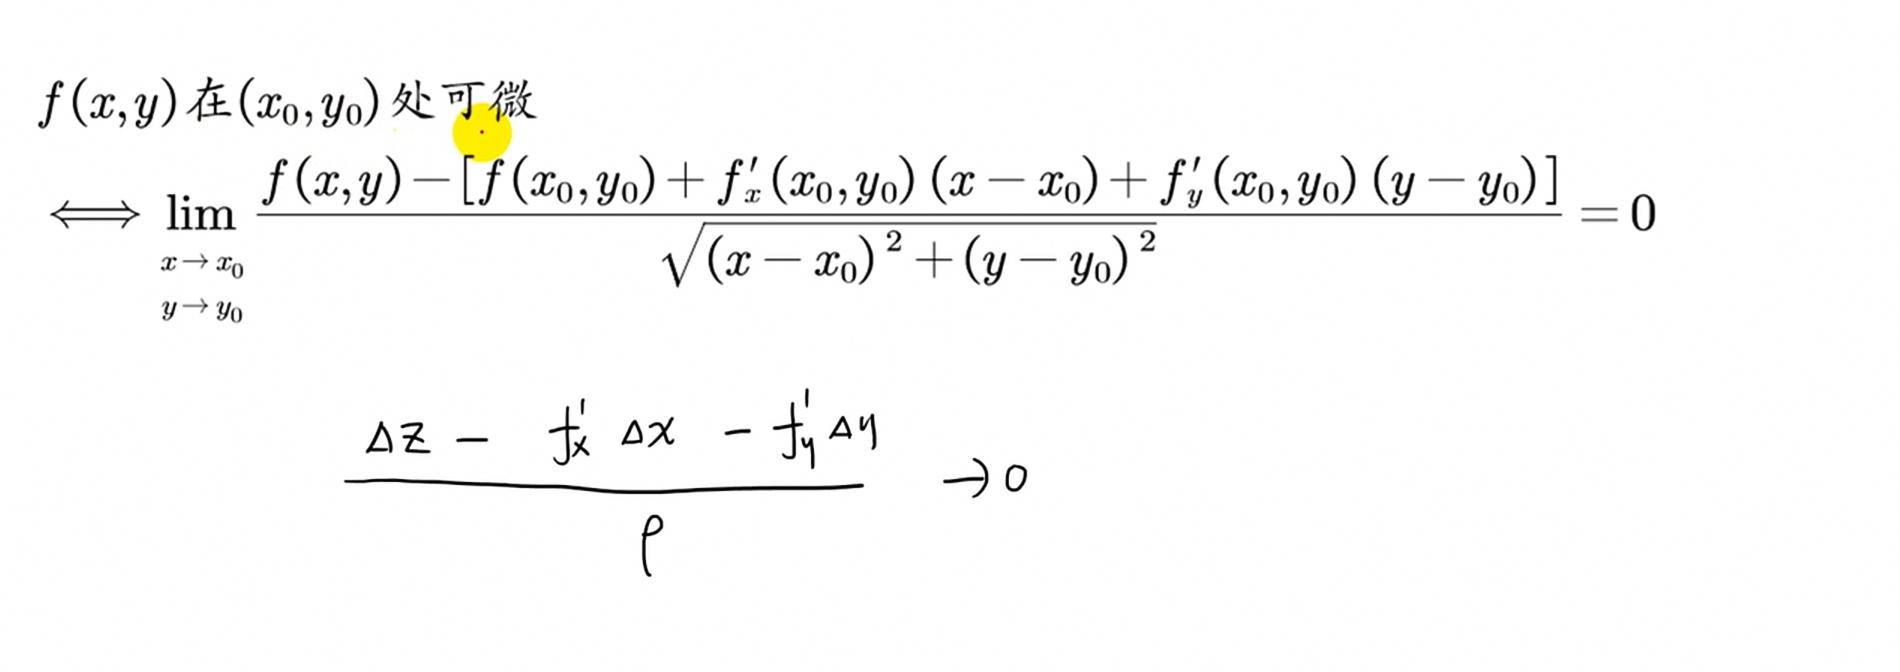 f(x,y)在(x₀,y₀)处可微
⟺ lim x→x₀ y→y₀ f(x,y)−[f(x₀,y₀)+f′ₓ(x₀,y₀)(x−x₀)+f′ᵧ(x₀,y₀)(y−y₀)] / √((x−x₀)²+(y−y₀)²) = 0
Δz − f′ₓ Δx − f′ᵧ Δy / ρ → 0